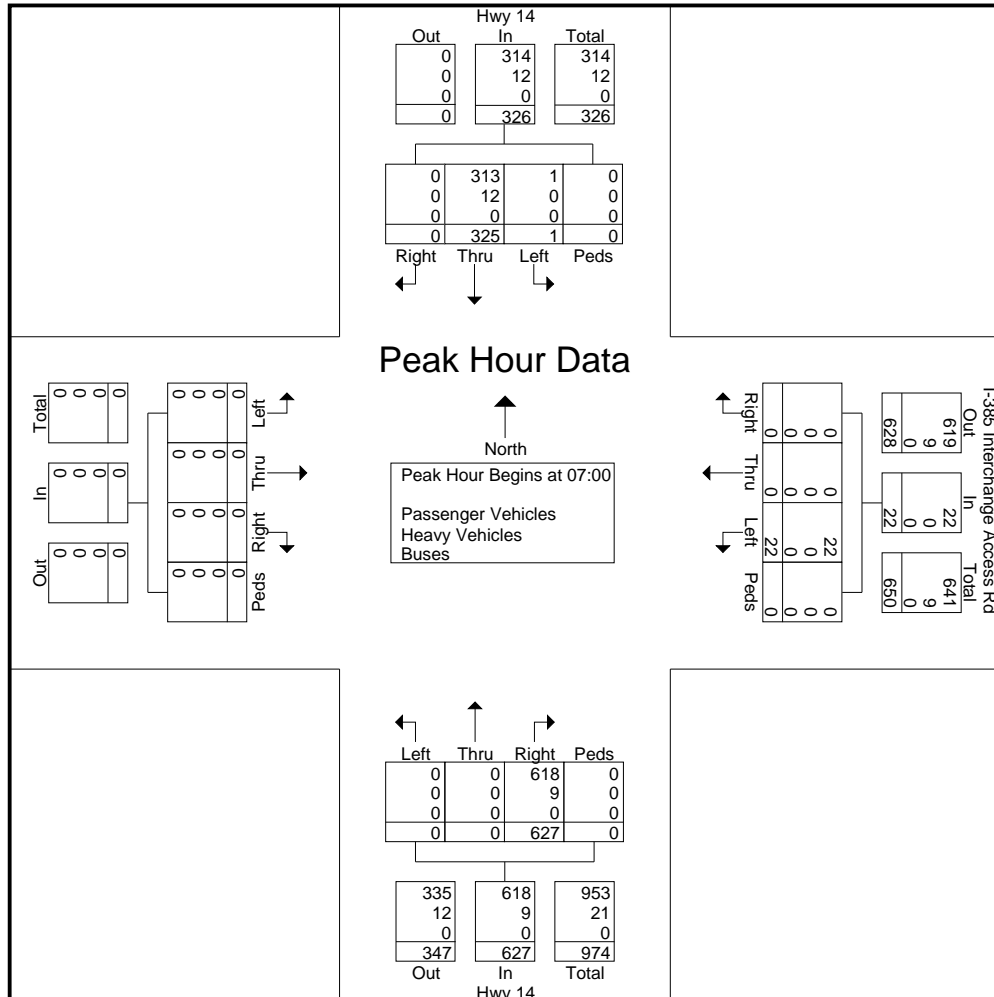 Hwy 14
Out In Total
0 314 314
0 12 12
0 0 0
0 326 326
0 313 1 0
0 12 0 0
0 0 0 0
0 325 1 0
Right Thru Left Peds
Peak Hour Data
North
Peak Hour Begins at 07:00
Passenger Vehicles
Heavy Vehicles
Buses
Total
0 0 0 0
In
0 0 0 0
Out
0 0 0 0
Left
0 0 0 0
Thru
0 0 0 0
Right
0 0 0 0
Peds
0 0 0 0
I-385 Interchange Access Rd
Out In Total
619 22 641
9 0 9
0 0 0
628 22 650
0 0 22 0
0 0 0 0
0 0 0 0
0 0 22 0
Right Thru Left Peds
Left Thru Right Peds
0 0 618 0
0 0 9 0
0 0 0 0
0 0 627 0
335 618 953
12 9 21
0 0 0
347 627 974
Out In Total
Hwy 14